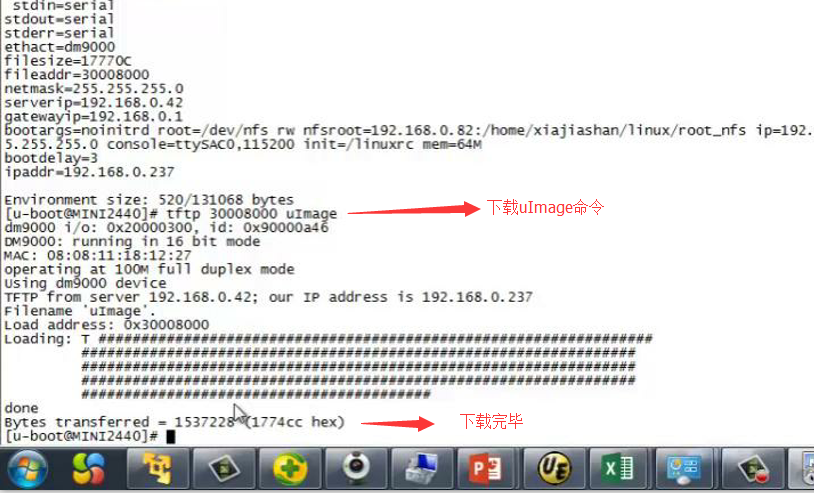 stdin=serial
stdout=serial
stderr=serial
ethact=dm9000
filesize=17770C
fileaddr=30008000
netmask=255.255.255.0
serverip=192.168.0.42
gatewayip=192.168.0.1
bootargs=noinitrd root=/dev/nfs rw nfsroot=192.168.0.82:/home/xiajiashan/linux/root_nfs ip=192.
5.255.255.0 console=ttySAC0,115200 init=/linuxrc mem=64M
bootdelay=3
ipaddr=192.168.0.237
Environment size: 520/131068 bytes
[u-boot@MINI2440]# tftp 30008000 uImage 下载uImage命令
dm9000 i/o: 0x20000300, id: 0x90000a46
DM9000: running in 16 bit mode
MAC: 08:08:11:18:12:27
operating at 100M full duplex mode
Using dm9000 device
TFTP from server 192.168.0.42; our IP address is 192.168.0.237
Filename 'uImage'.
Load address: 0x30008000
Loading: T #################################################################
#################################################################
#################################################################
#################################################################
#########################################
done
Bytes transferred = 1537228 (1774cc hex) 下载完毕
[u-boot@MINI2440]#